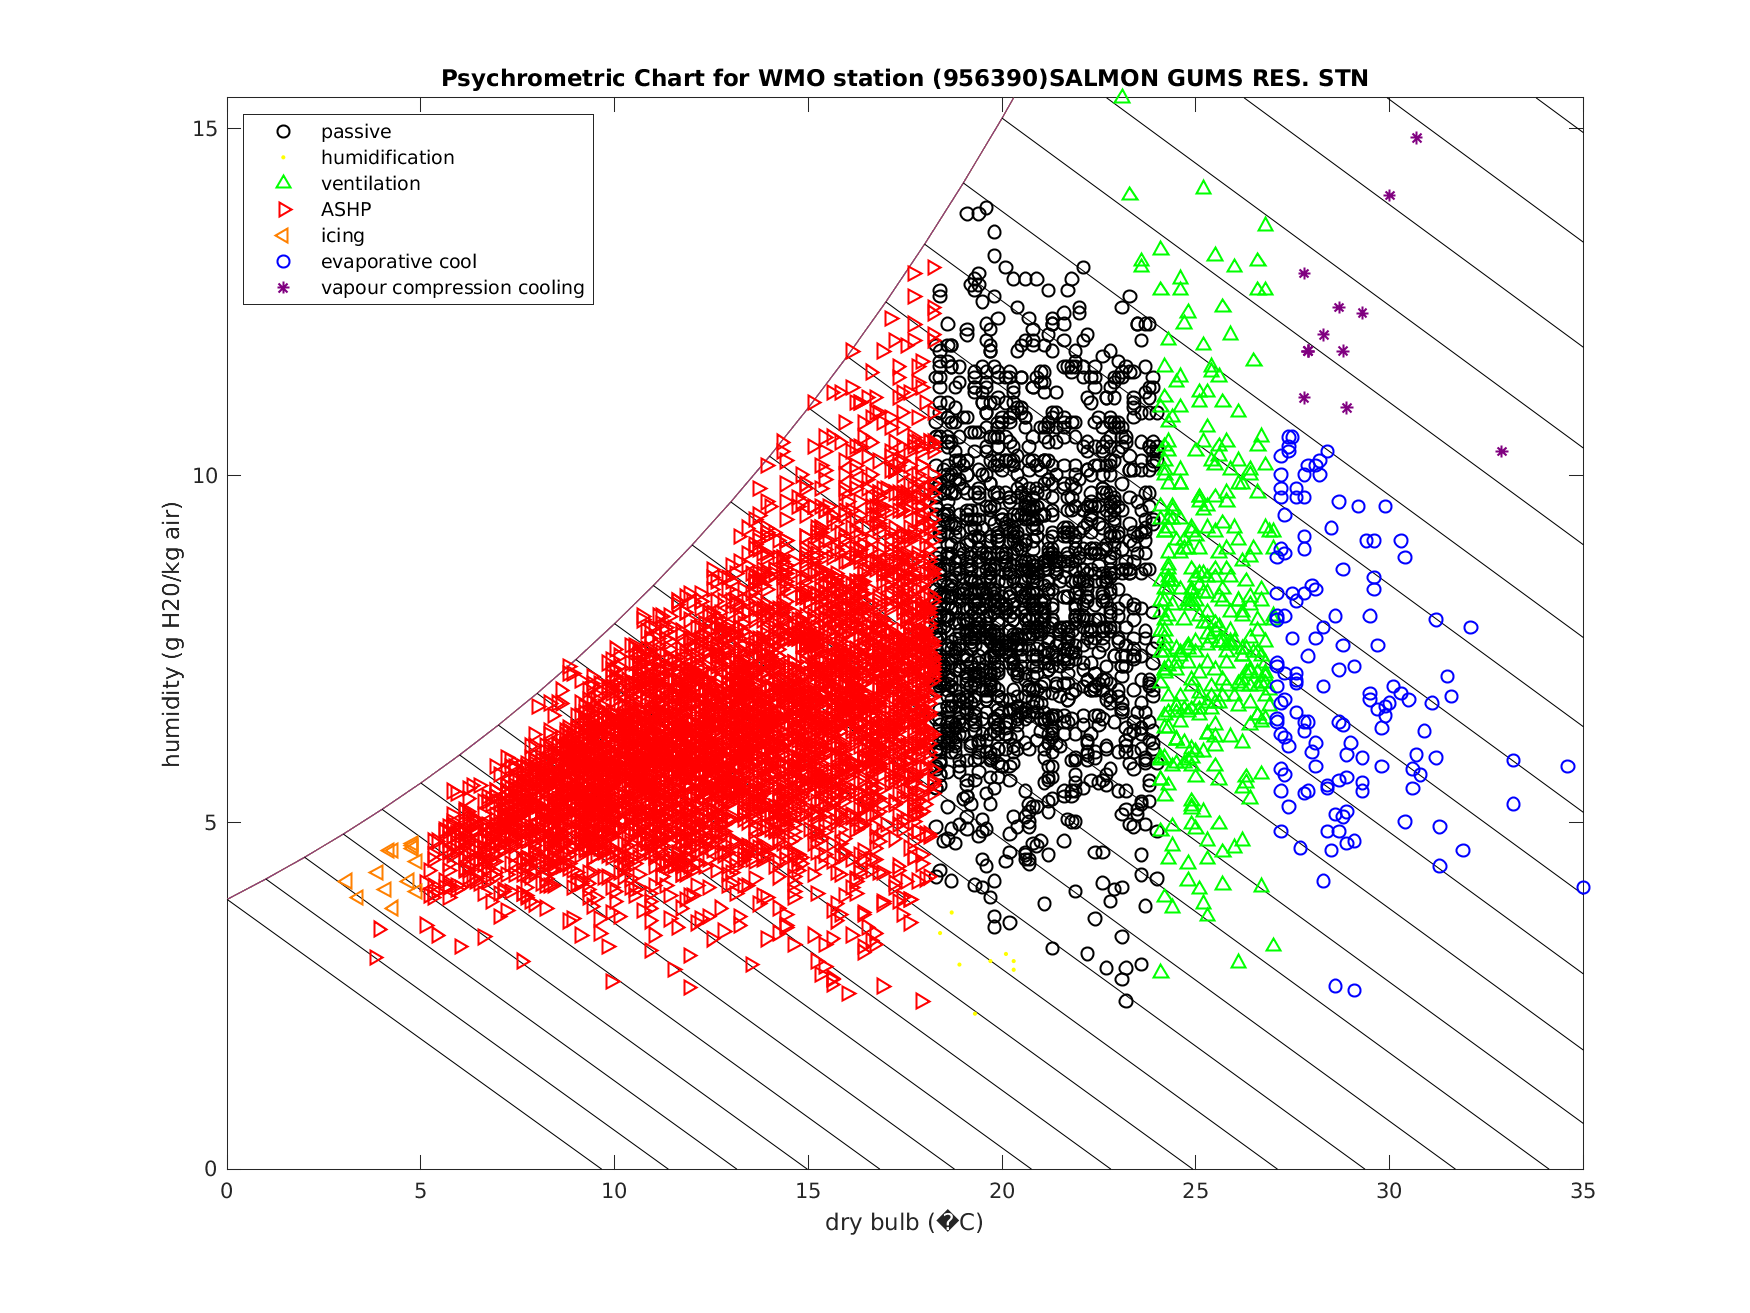 Psychrometric Chart for WMO station (956390)SALMON GUMS RES. STN
passive
humidification
ventilation
ASHP
icing
evaporative cool
vapour compression cooling
humidity (g H20/kg air)
15
10
5
0
0 5 10 15 20 25 30 35
dry bulb (�C)